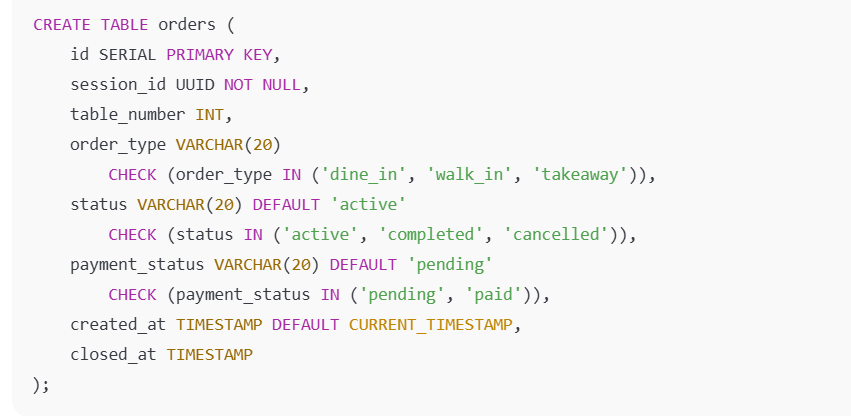 CREATE TABLE orders (
    id SERIAL PRIMARY KEY,
    session_id UUID NOT NULL,
    table_number INT,
    order_type VARCHAR(20)
        CHECK (order_type IN ('dine_in', 'walk_in', 'takeaway')),
    status VARCHAR(20) DEFAULT 'active'
        CHECK (status IN ('active', 'completed', 'cancelled')),
    payment_status VARCHAR(20) DEFAULT 'pending'
        CHECK (payment_status IN ('pending', 'paid')),
    created_at TIMESTAMP DEFAULT CURRENT_TIMESTAMP,
    closed_at TIMESTAMP
);